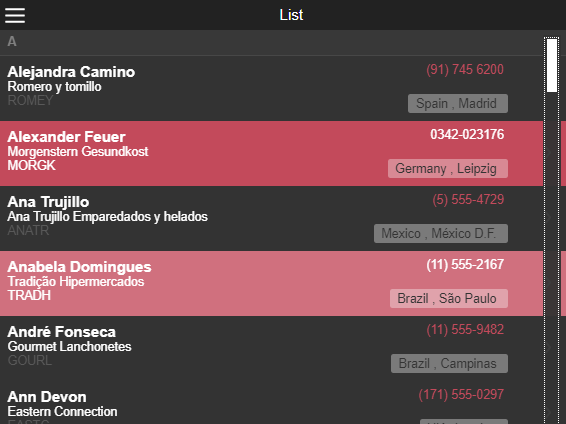 List
A
Alejandra Camino
(91) 745 6200
Romero y tomillo
ROMEY
Spain , Madrid
Alexander Feuer
0342-023176
Morgenstern Gesundkost
MORGK
Germany , Leipzig
Ana Trujillo
(5) 555-4729
Ana Trujillo Emparedados y helados
ANATR
Mexico , México D.F.
Anabela Domingues
(11) 555-2167
Tradição Hipermercados
TRADH
Brazil , São Paulo
André Fonseca
(11) 555-9482
Gourmet Lanchonetes
GOURL
Brazil , Campinas
Ann Devon
(171) 555-0297
Eastern Connection